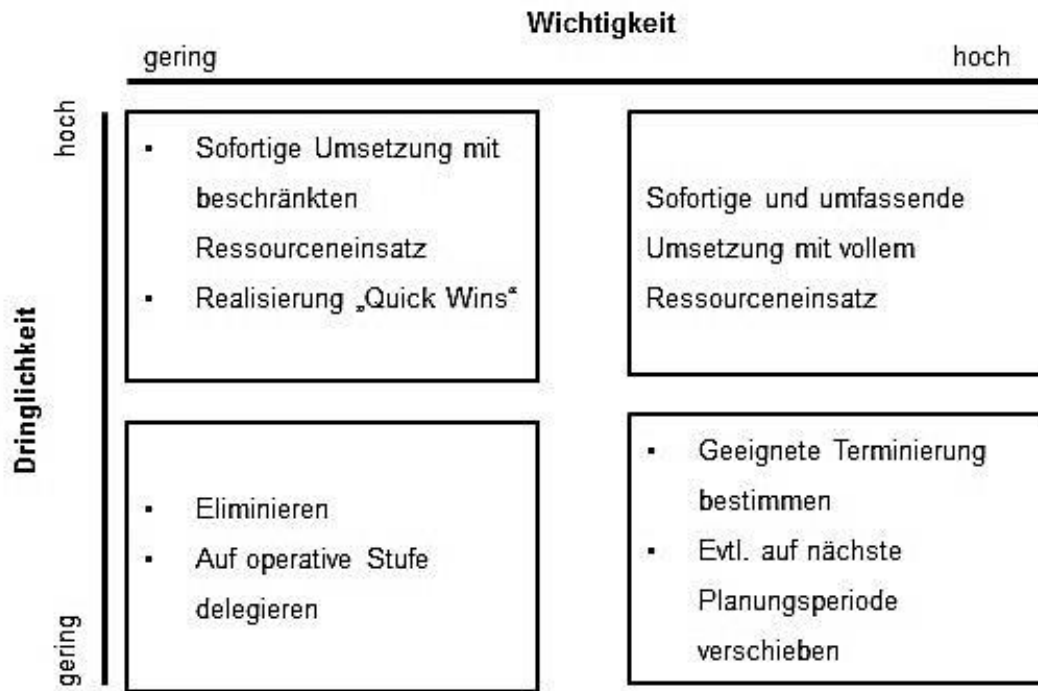 Wichtigkeit
gering
hoch
Dringlichkeit
hoch
gering
▪ Sofortige Umsetzung mit
beschränkten
Ressourceneinsatz
▪ Realisierung „Quick Wins“
Sofortige und umfassende
Umsetzung mit vollem
Ressourceneinsatz
▪ Eliminieren
▪ Auf operative Stufe
delegieren
▪ Geeignete Terminierung
bestimmen
▪ Evtl. auf nächste
Planungsperiode
verschieben